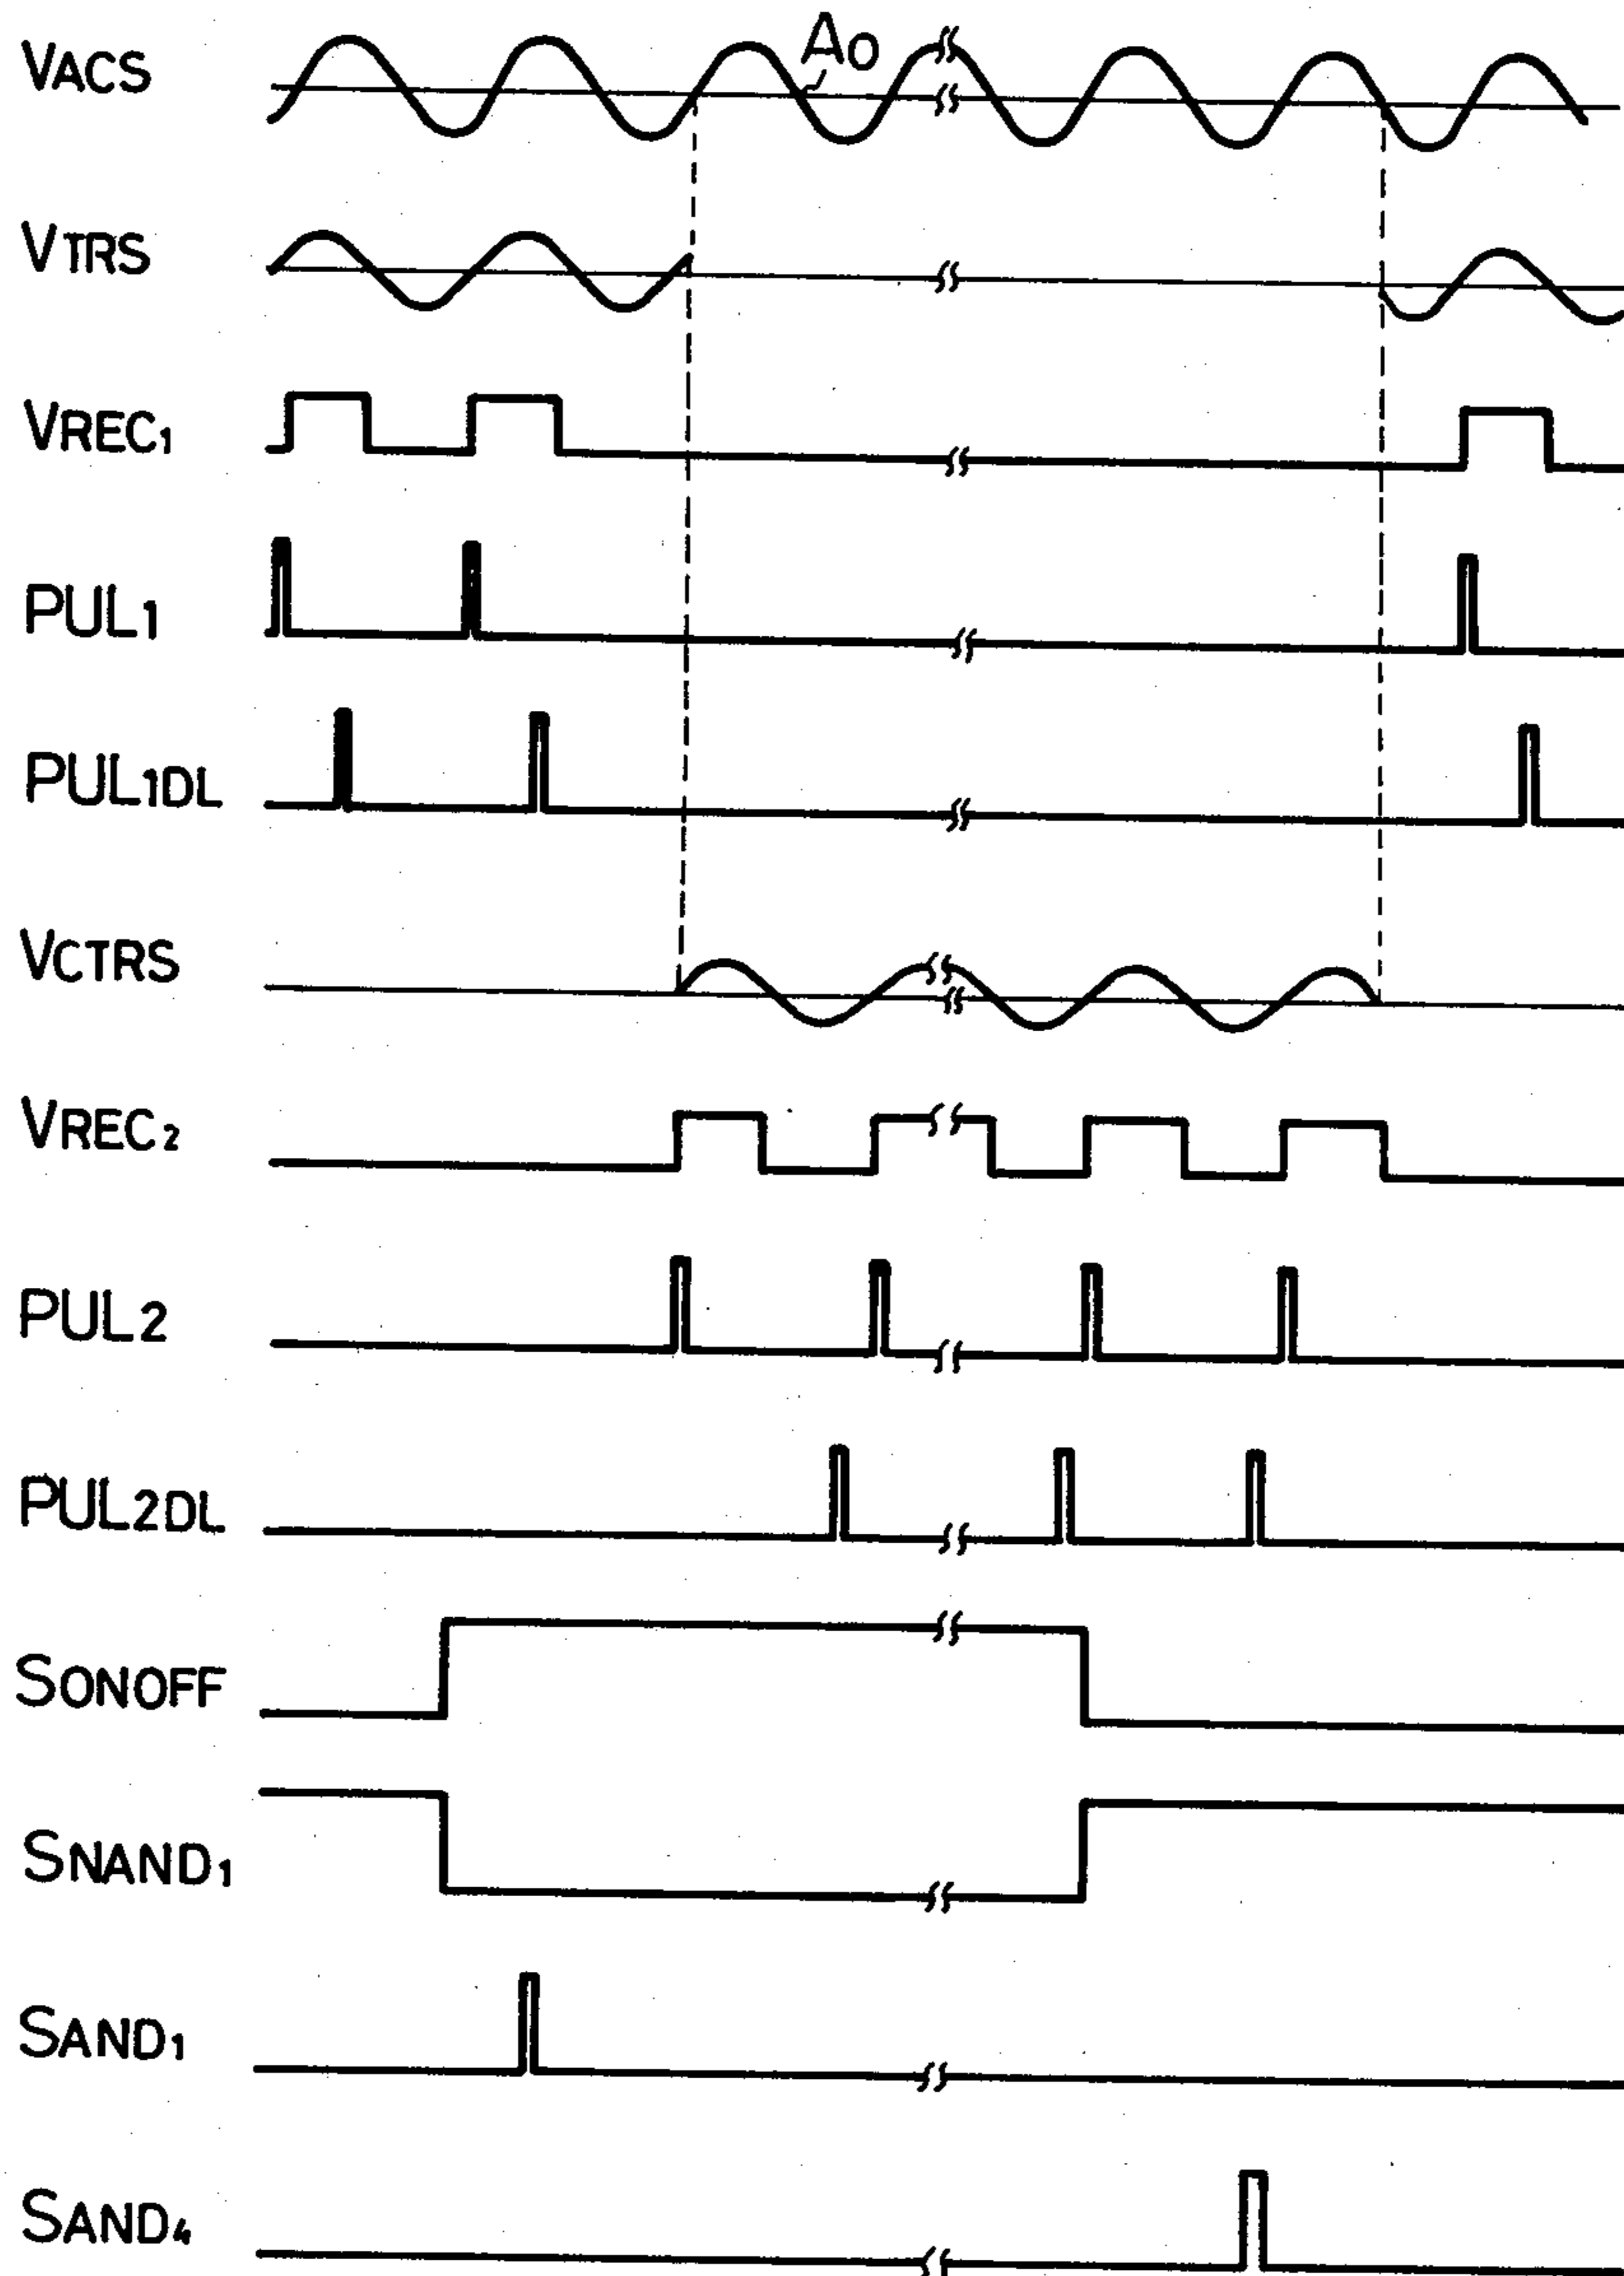 VACS
A0
VTRS
VREC1
PUL1
PUL1DL
VCTRS
VREC2
PUL2
PUL2DL
SONOFF
SNAND1
SAND1
SAND4